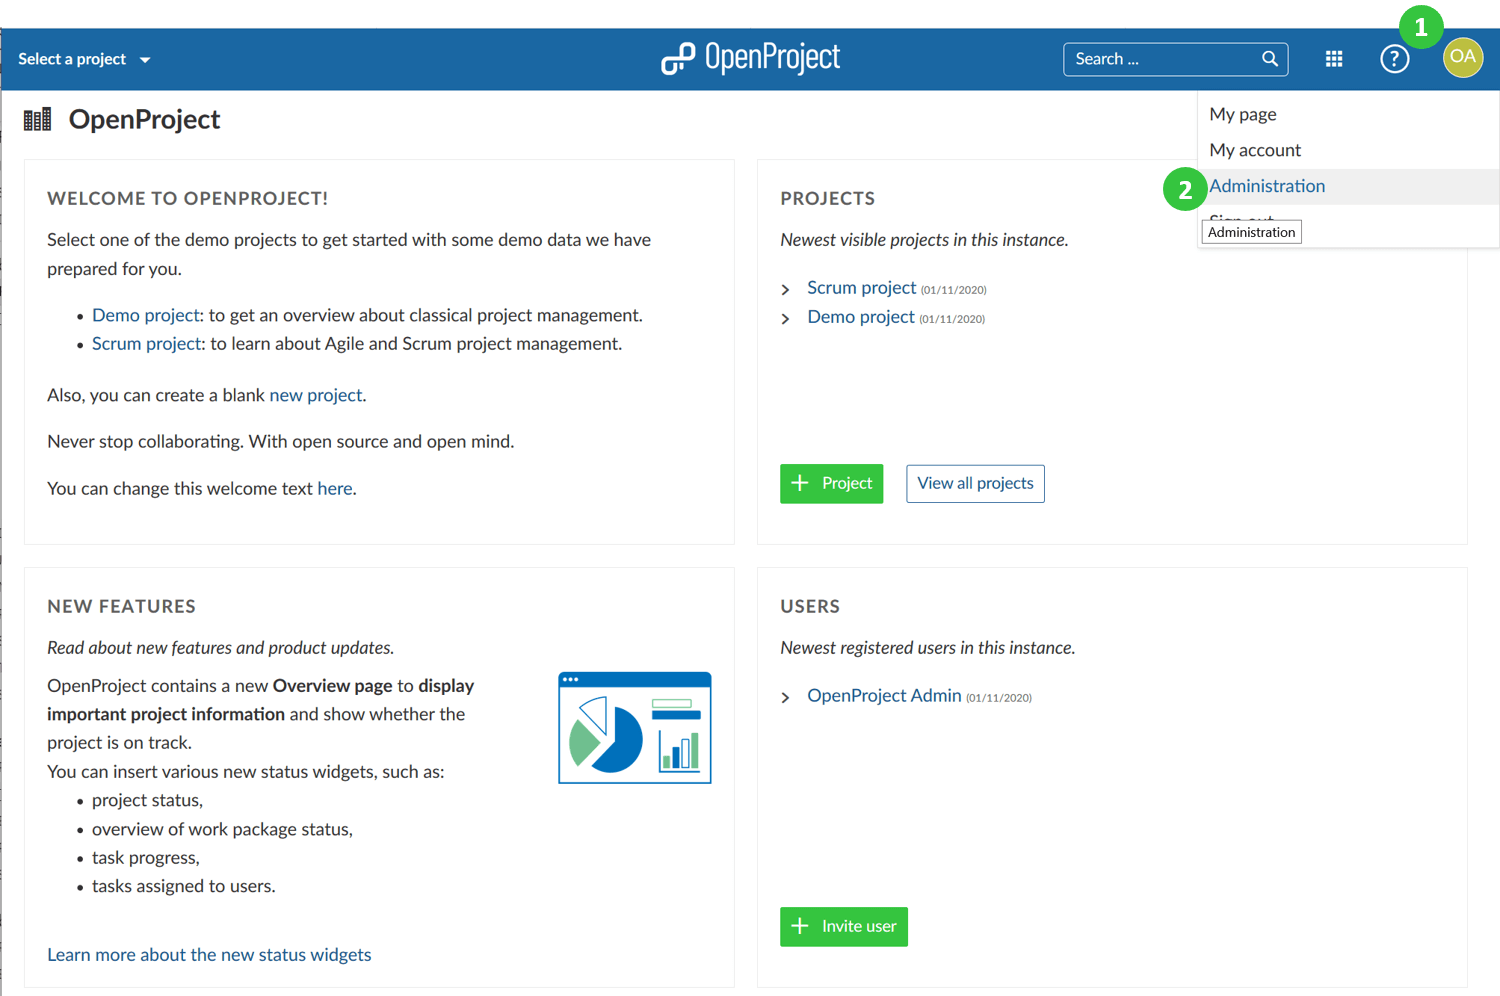 1
Select a project
OpenProject
Search ...
?
OA
OpenProject
My page
My account
2
Administration
Sign out
Administration
WELCOME TO OPENPROJECT!
Select one of the demo projects to get started with some demo data we have
prepared for you.
• Demo project: to get an overview about classical project management.
• Scrum project: to learn about Agile and Scrum project management.
Also, you can create a blank new project.
Never stop collaborating. With open source and open mind.
You can change this welcome text here.
PROJECTS
Newest visible projects in this instance.
Scrum project (01/11/2020)
Demo project (01/11/2020)
+ Project
View all projects
NEW FEATURES
Read about new features and product updates.
OpenProject contains a new Overview page to display
important project information and show whether the
project is on track.
You can insert various new status widgets, such as:
• project status,
• overview of work package status,
• task progress,
• tasks assigned to users.
Learn more about the new status widgets
USERS
Newest registered users in this instance.
OpenProject Admin (01/11/2020)
+ Invite user